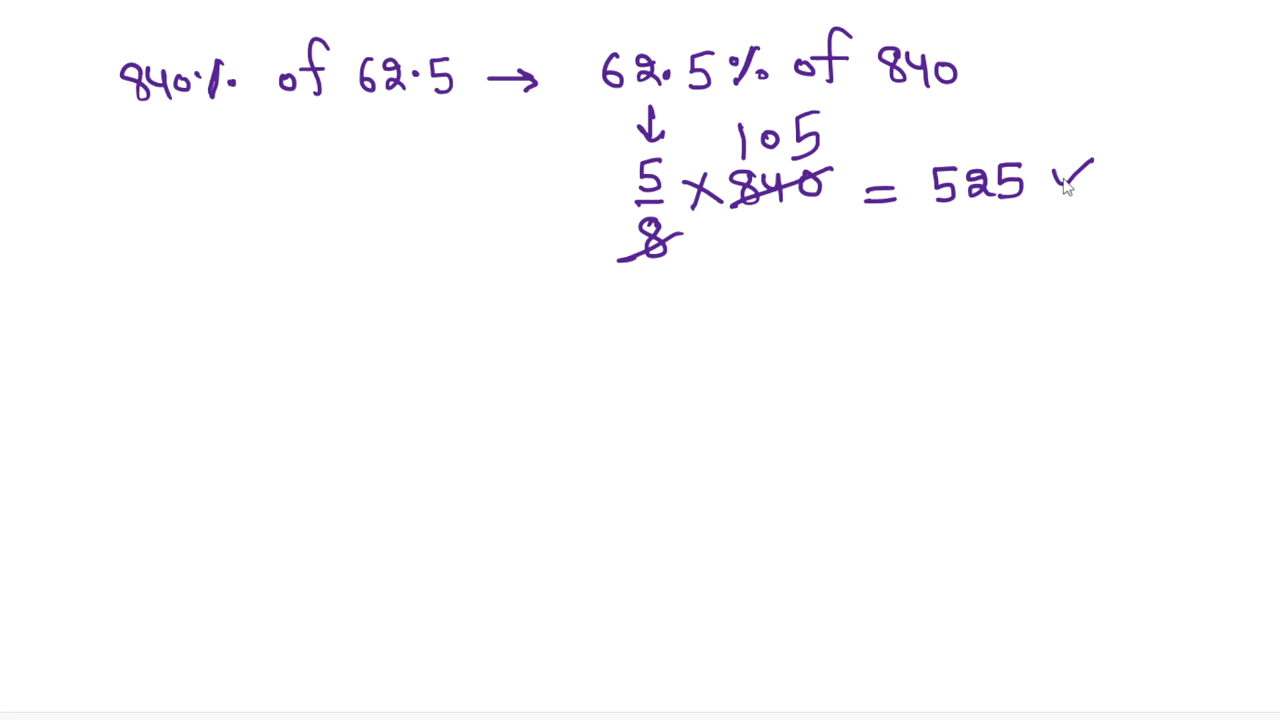 840% of 62.5 → 62.5% of 840
↓ 105
5/8 × 840 = 525 ✓